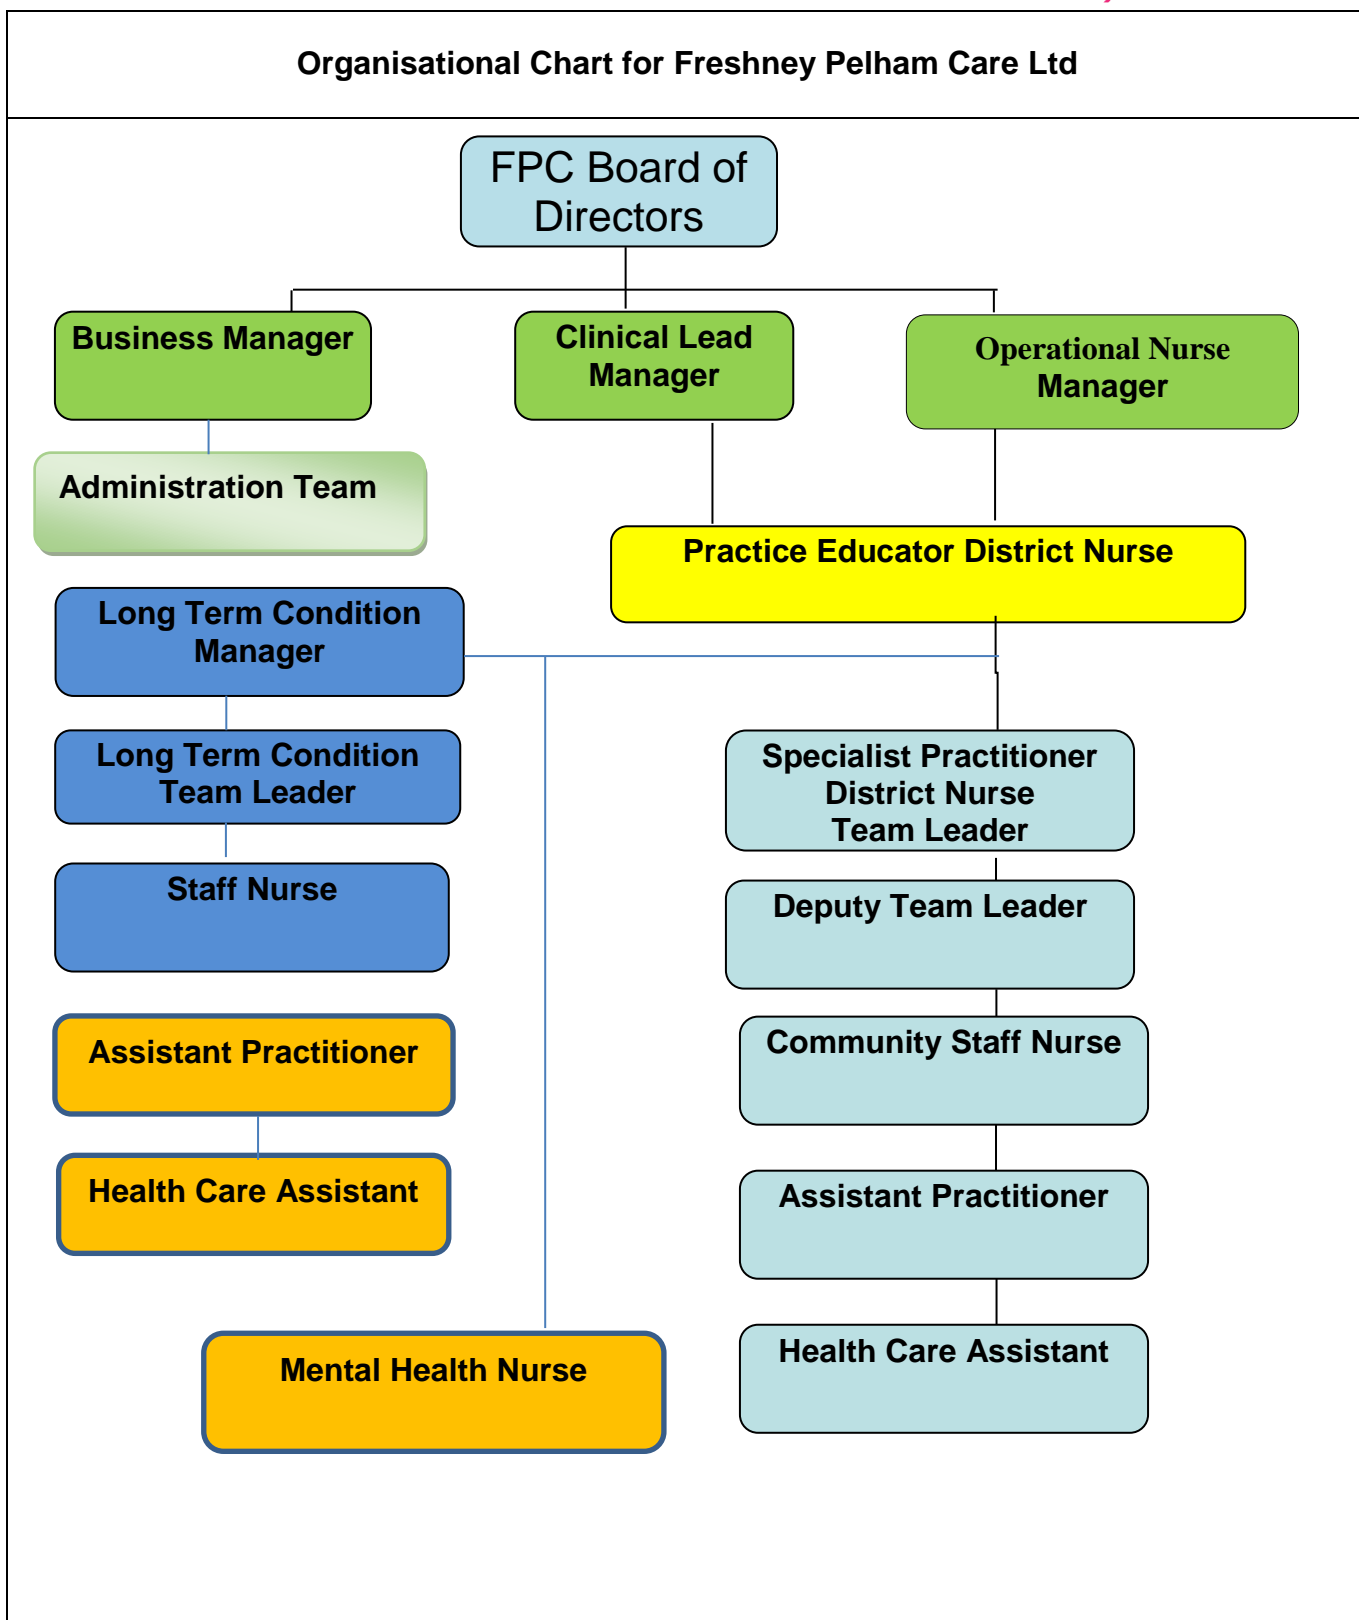 Organisational Chart for Freshney Pelham Care Ltd
FPC Board of
Directors
Business Manager
Clinical Lead
Manager
Operational Nurse
Manager
Administration Team
Practice Educator District Nurse
Long Term Condition
Manager
Long Term Condition
Team Leader
Staff Nurse
Assistant Practitioner
Health Care Assistant
Mental Health Nurse
Specialist Practitioner
District Nurse
Team Leader
Deputy Team Leader
Community Staff Nurse
Assistant Practitioner
Health Care Assistant